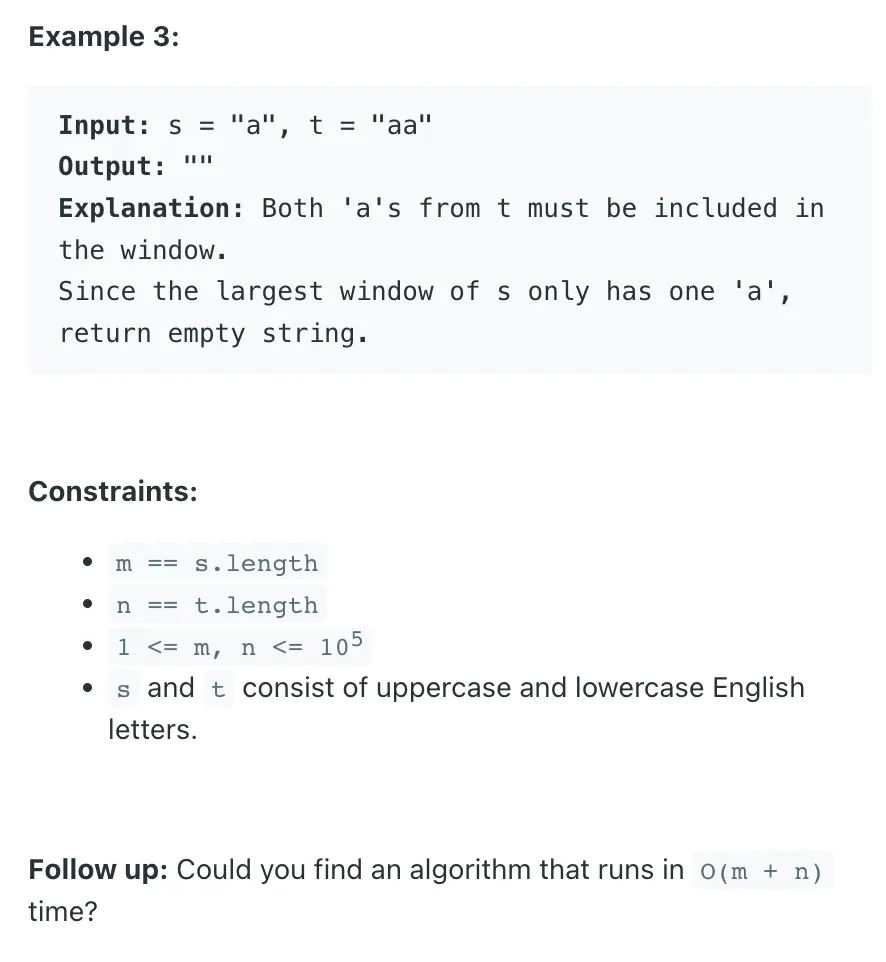 Example 3:
Input: s = "a", t = "aa"
Output: ""
Explanation: Both 'a's from t must be included in
the window.
Since the largest window of s only has one 'a',
return empty string.
Constraints:
• m == s.length
• n == t.length
• 1 <= m, n <= 10⁵
• s and t consist of uppercase and lowercase English
letters.
Follow up: Could you find an algorithm that runs in O(m + n)
time?